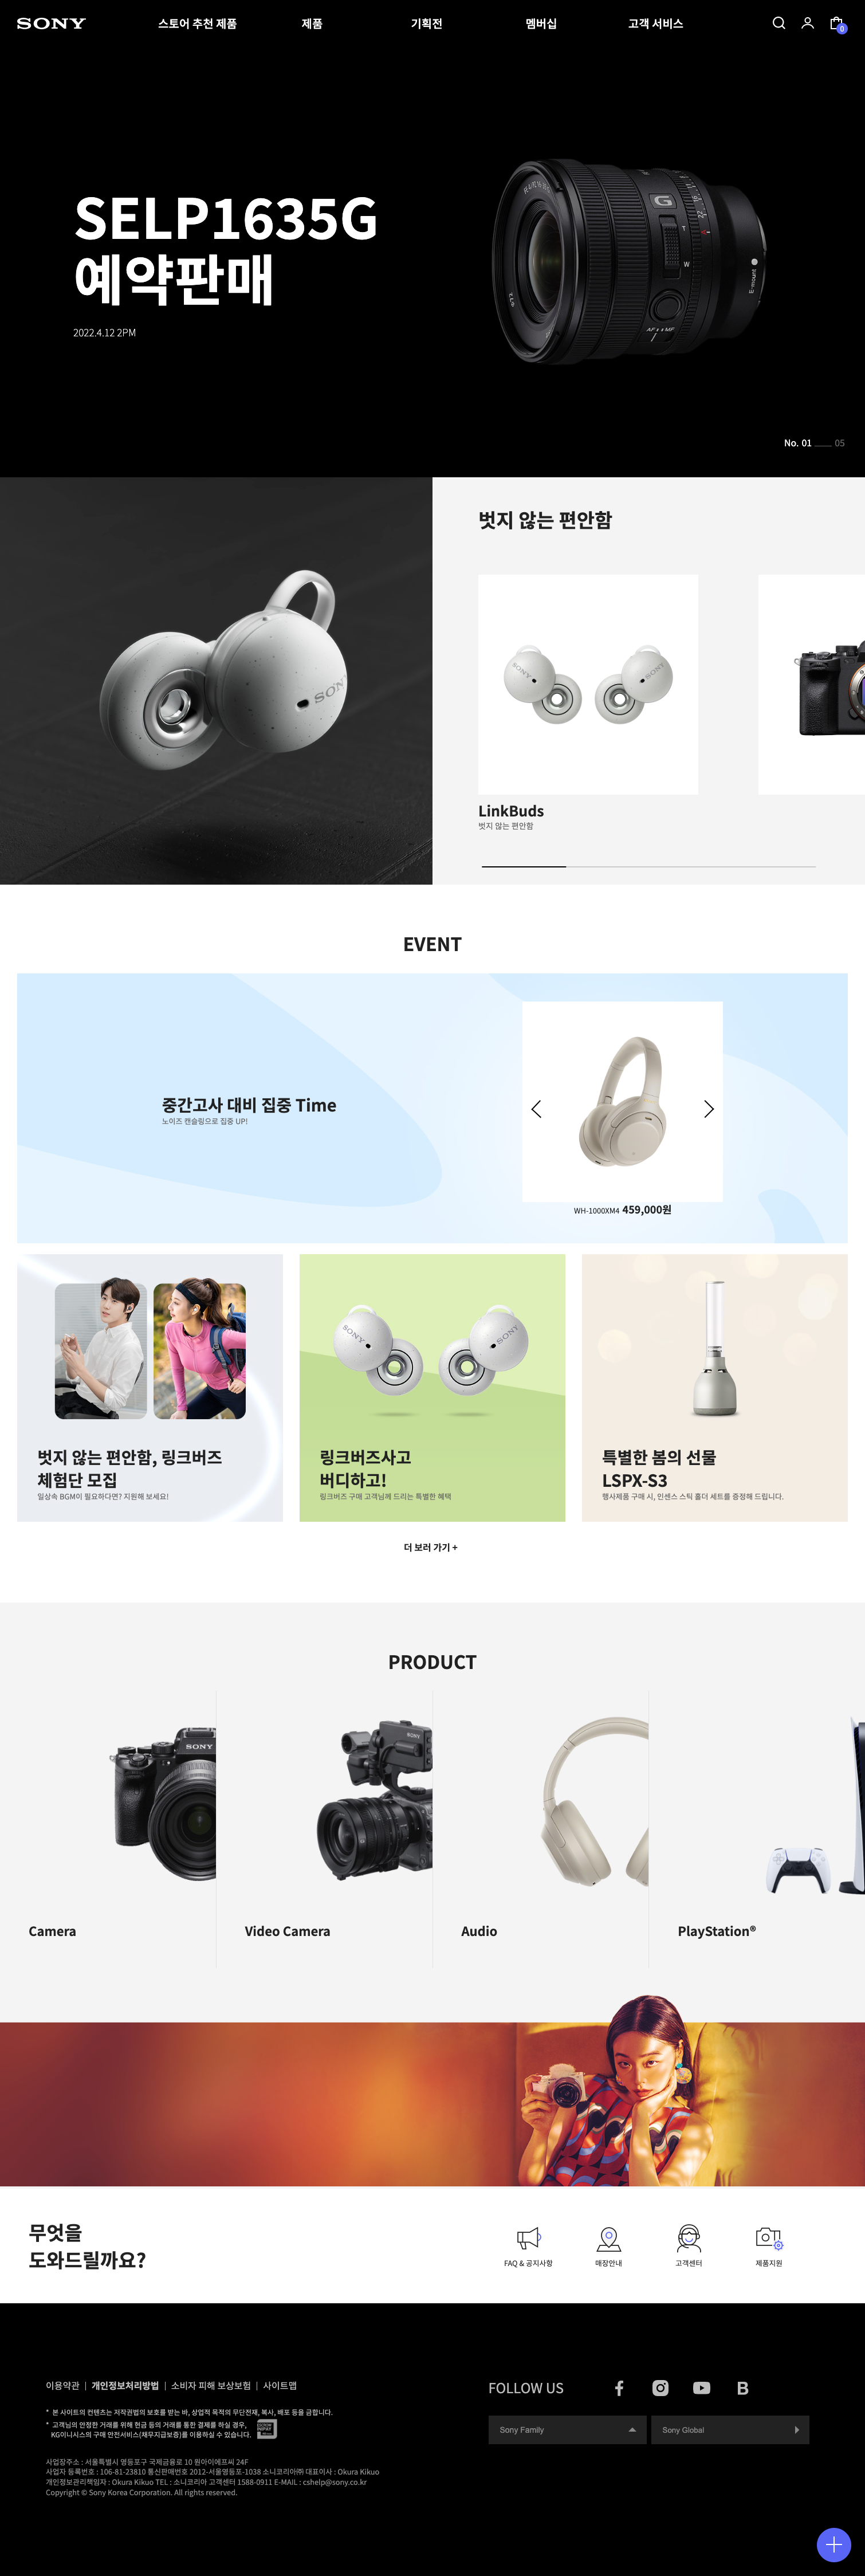 SONY
스토어 추천 제품
제품
기획전
멤버십
고객 서비스
0
SELP1635G
예약판매
2022.4.12 2PM
G
T
W
E-mount
No. 01
05
벗지 않는 편안함
SONY
SONY
SONY
LinkBuds
벗지 않는 편안함
EVENT
중간고사 대비 집중 Time
노이즈 캔슬링으로 집중 UP!
WH-1000XM4 459,000원
SONY
SONY
벗지 않는 편안함, 링크버즈
체험단 모집
일상속 BGM이 필요하다면? 지원해 보세요!
링크버즈사고
버디하고!
링크버즈 구매 고객님께 드리는 특별한 혜택
특별한 봄의 선물
LSPX-S3
행사제품 구매 시, 인센스 스틱 홀더 세트를 증정해 드립니다.
더 보러 가기 +
PRODUCT
SONY
SONY
Camera
Video Camera
Audio
PlayStation®
무엇을
도와드릴까요?
FAQ & 공지사항
매장안내
고객센터
제품지원
이용약관 | 개인정보처리방법 | 소비자 피해 보상보험 | 사이트맵
* 본 사이트의 컨텐츠는 저작권법의 보호를 받는 바, 상업적 목적의 무단전재, 복사, 배포 등을 금합니다.
* 고객님의 안정한 거래를 위해 현금 등의 거래를 통한 결제를 하실 경우,
KG이니시스의 구매 안전서비스(채무지급보증)를 이용하실 수 있습니다.
사업장주소 : 서울특별시 영등포구 국제금융로 10 원아이에프씨 24F
사업자 등록번호 : 106-81-23810 통신판매번호 2012-서울영등포-1038 소니코리아㈜ 대표이사 : Okura Kikuo
개인정보관리책임자 : Okura Kikuo TEL : 소니코리아 고객센터 1588-0911 E-MAIL : cshelp@sony.co.kr
Copyright © Sony Korea Corporation. All rights reserved.
FOLLOW US
B
Sony Family
Sony Global